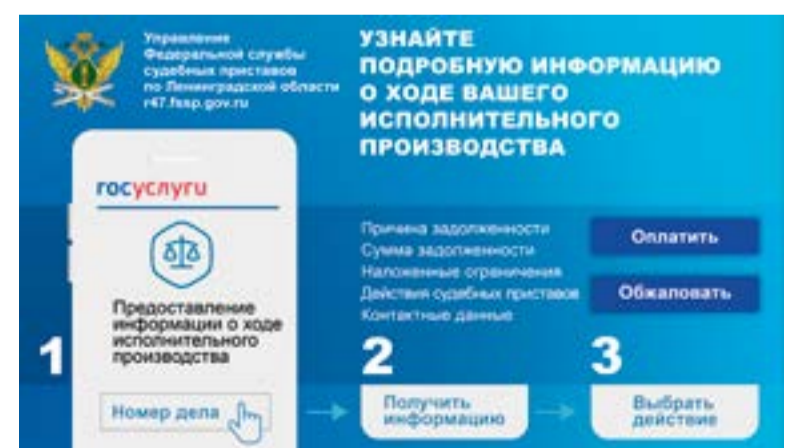 Управление
Федеральной службы
судебных приставов
по Ленинградской области
r47.fssp.gov.ru
УЗНАЙТЕ
ПОДРОБНУЮ ИНФОРМАЦИЮ
О ХОДЕ ВАШЕГО
ИСПОЛНИТЕЛЬНОГО
ПРОИЗВОДСТВА
госуслуги
Предоставление
информации о ходе
исполнительного
производства
1
Номер дела
Причина задолженности
Сумма задолженности
Наложенные ограничения
Действия судебных приставов
Контактные данные
2
Получить
информацию
Оплатить
Обжаловать
3
Выбрать
действие